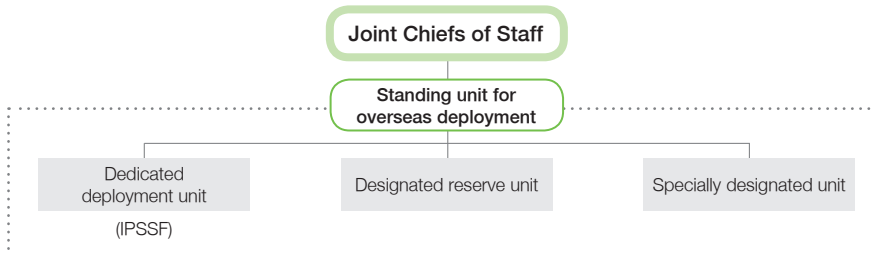 Joint Chiefs of Staff
Standing unit for
overseas deployment
Dedicated
deployment unit
Designated reserve unit
Specially designated unit
(IPSSF)